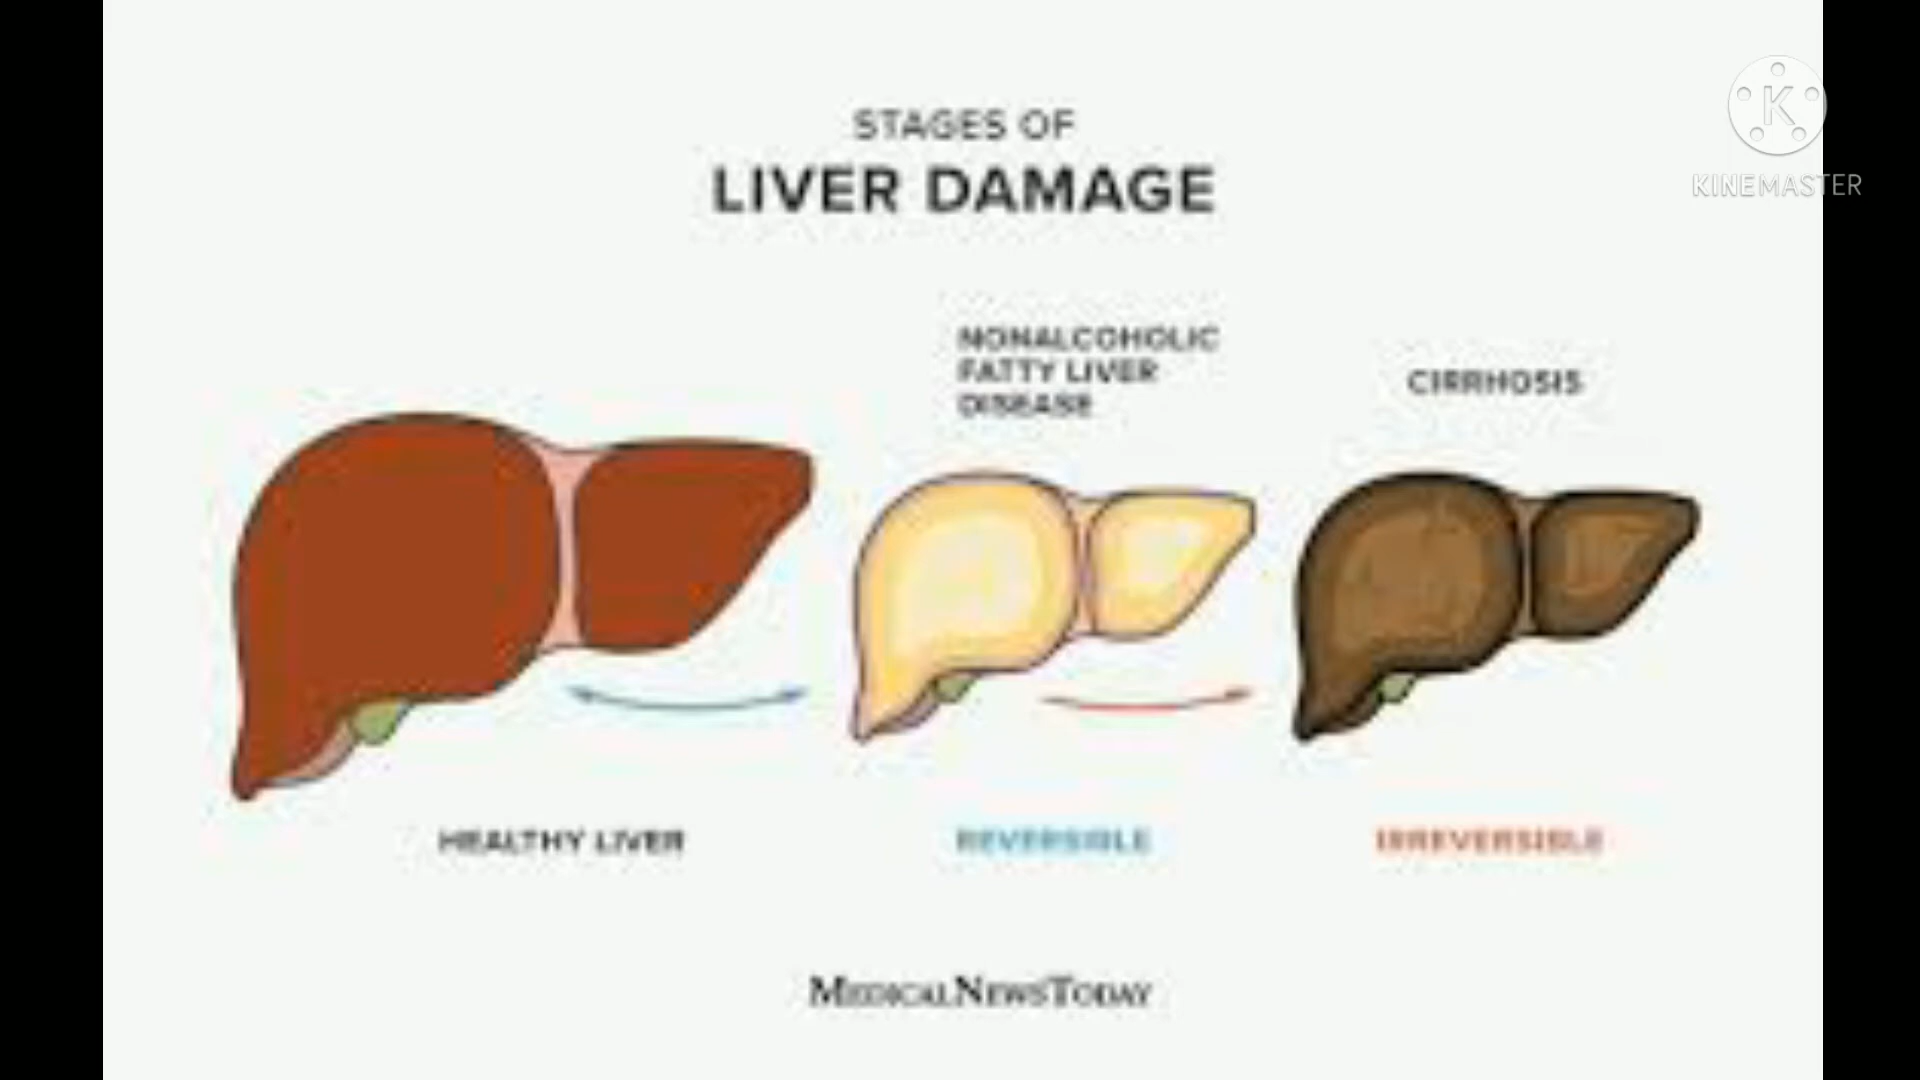 STAGES OF
LIVER DAMAGE
K
KINEMASTER
NONALCOHOLIC
FATTY LIVER
DISEASE
CIRRHOSIS
HEALTHY LIVER
REVERSIBLE
IRREVERSIBLE
MEDICALNEWSTODAY